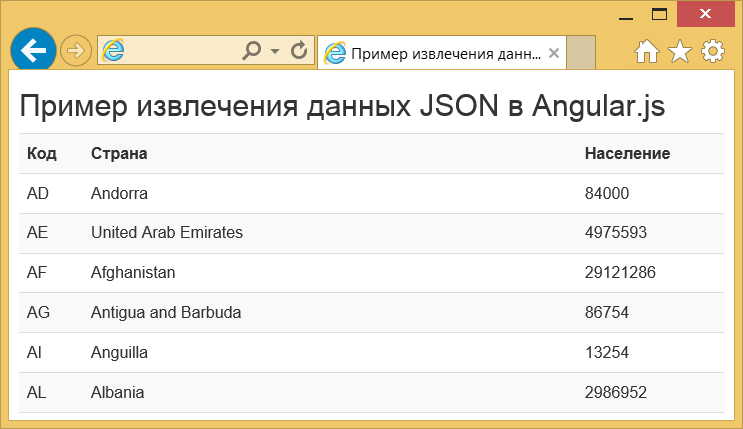 Пример извлечения данн...
Пример извлечения данных JSON в Angular.js
Код Страна Население
AD Andorra 84000
AE United Arab Emirates 4975593
AF Afghanistan 29121286
AG Antigua and Barbuda 86754
AI Anguilla 13254
AL Albania 2986952